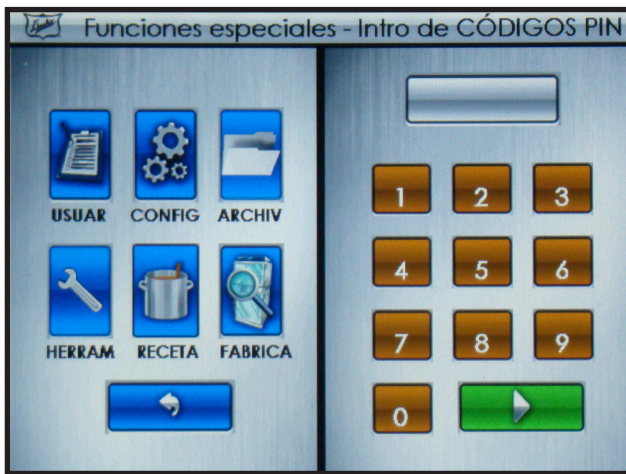 Funciones especiales - Intro de CÓDIGOS PIN
USUAR CONFIG ARCHIV
HERRAM RECETA FABRICA
1 2 3
4 5 6
7 8 9
0